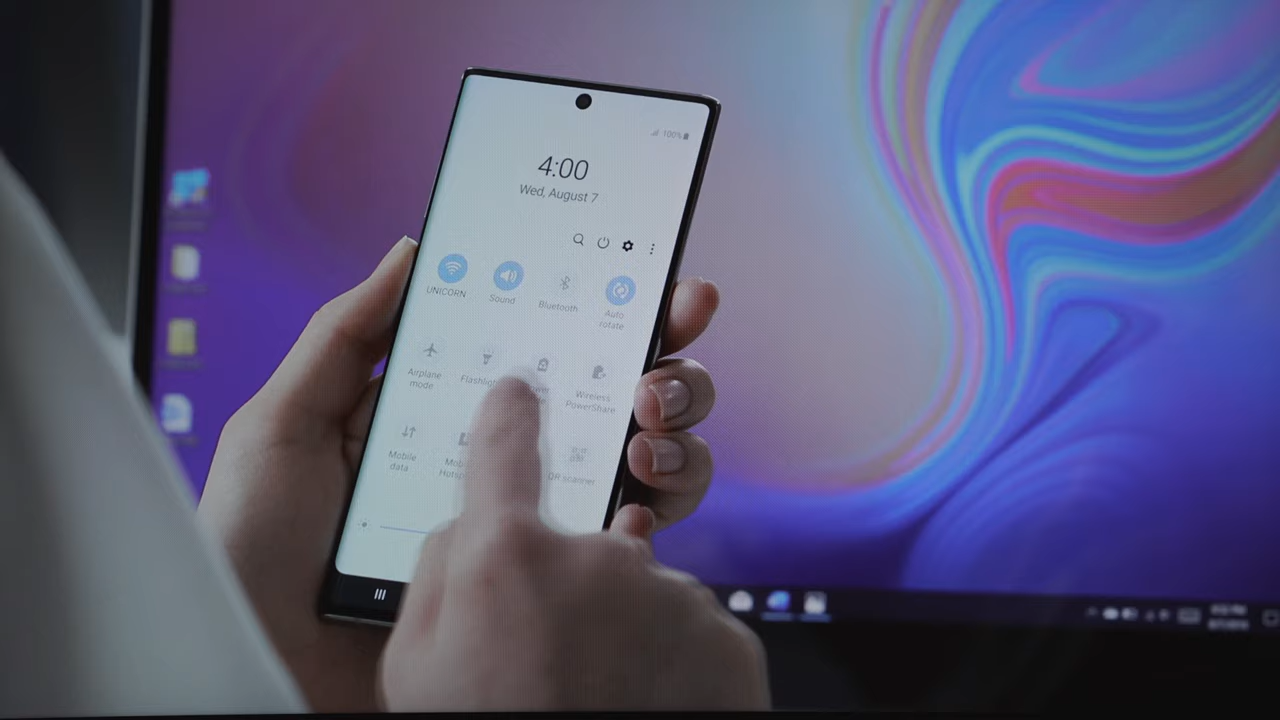 100%
4:00
Wed, August 7
UNICORN
Sound
Bluetooth
Auto
rotate
Airplane
mode
Wireless
PowerShare
Mobile
data
QR scanner